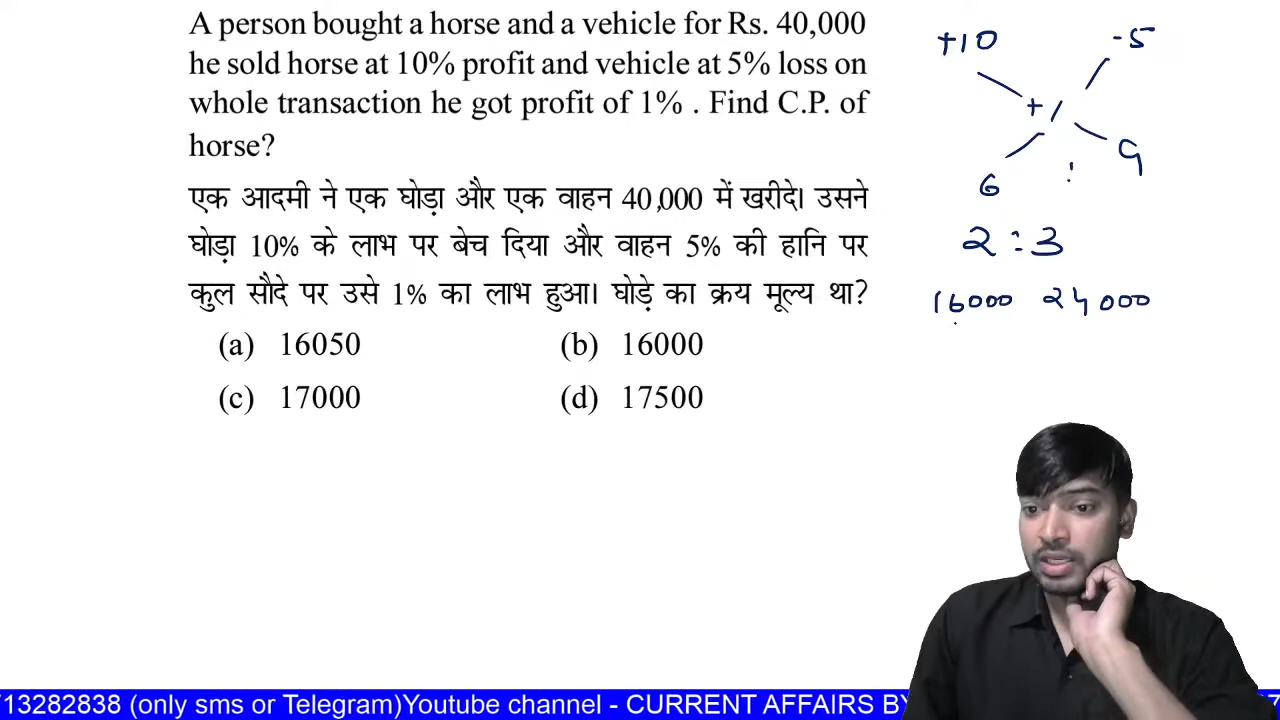 A person bought a horse and a vehicle for Rs. 40,000
he sold horse at 10% profit and vehicle at 5% loss on
whole transaction he got profit of 1% . Find C.P. of
horse?
एक आदमी ने एक घोड़ा और एक वाहन 40,000 में खरीदे। उसने
घोड़ा 10% के लाभ पर बेच दिया और वाहन 5% की हानि पर
कुल सौदे पर उसे 1% का लाभ हुआ। घोड़े का क्रय मूल्य था?
(a) 16050 (b) 16000
(c) 17000 (d) 17500
+10 -5
+1
6 : 9
2 : 3
16000 24000
713282838 (only sms or Telegram)Youtube channel - CURRENT AFFAIRS BY